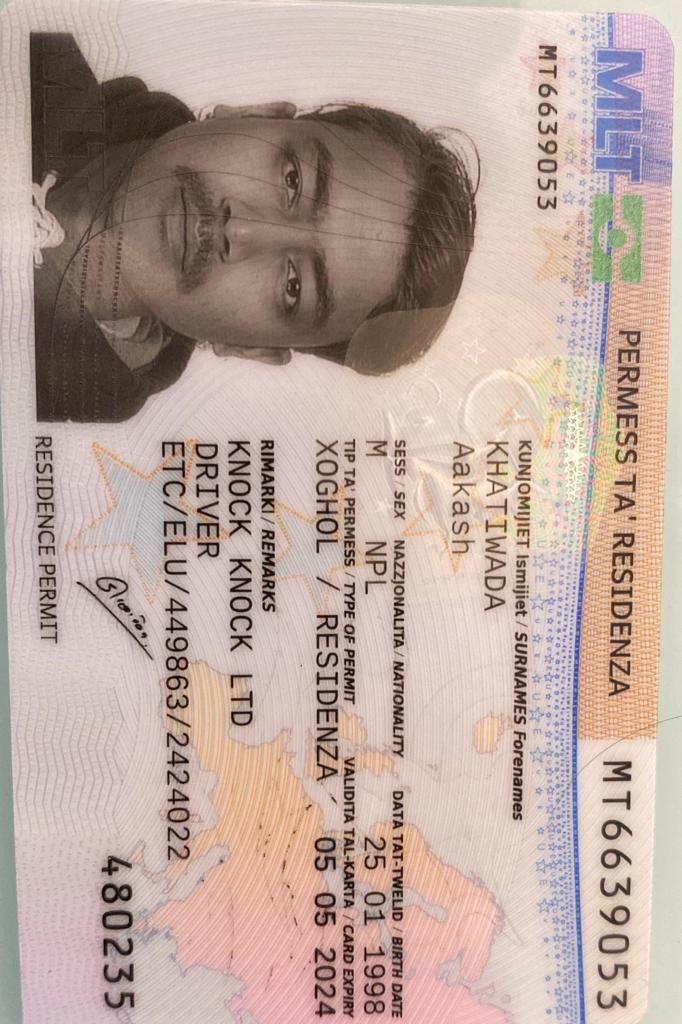 MLT
PERMESS TA' RESIDENZA
MT6639053
MT6639053
KUNJOMIJIET Ismijiet / SURNAMES Forenames
KHATIWADA
Aakash
SESS / SEX NAZZJONALITA / NATIONALITY DATA TAT-TWELID / BIRTH DATE
M NPL 25 01 1998
TIP TA' PERMESS / TYPE OF PERMIT VALIDITA TAL-KARTA / CARD EXPIRY
XOGHOL / RESIDENZA 05 05 2024
RIMARKI / REMARKS
KNOCK KNOCK LTD
DRIVER
ETC/ELU/449863/2424022
480235
MLT
RESIDENCE PERMIT